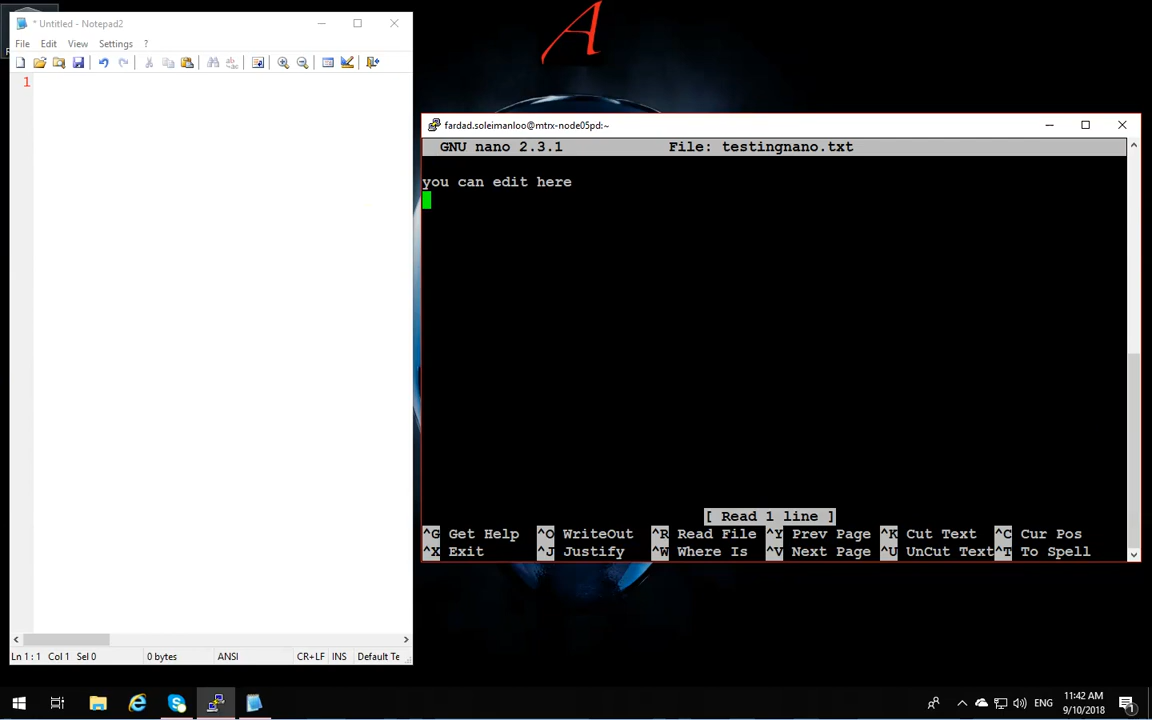 * Untitled - Notepad2
File Edit View Settings ?
1
Ln 1 : 1 Col 1 Sel 0 0 bytes ANSI CR+LF INS Default Te
A
fardad.soleimanloo@mtrx-node05pd:~
GNU nano 2.3.1 File: testingnano.txt
you can edit here
[ Read 1 line ]
^G Get Help ^O WriteOut ^R Read File ^Y Prev Page ^K Cut Text ^C Cur Pos
^X Exit ^J Justify ^W Where Is ^V Next Page ^U UnCut Text ^T To Spell
ENG
11:42 AM
9/10/2018
1